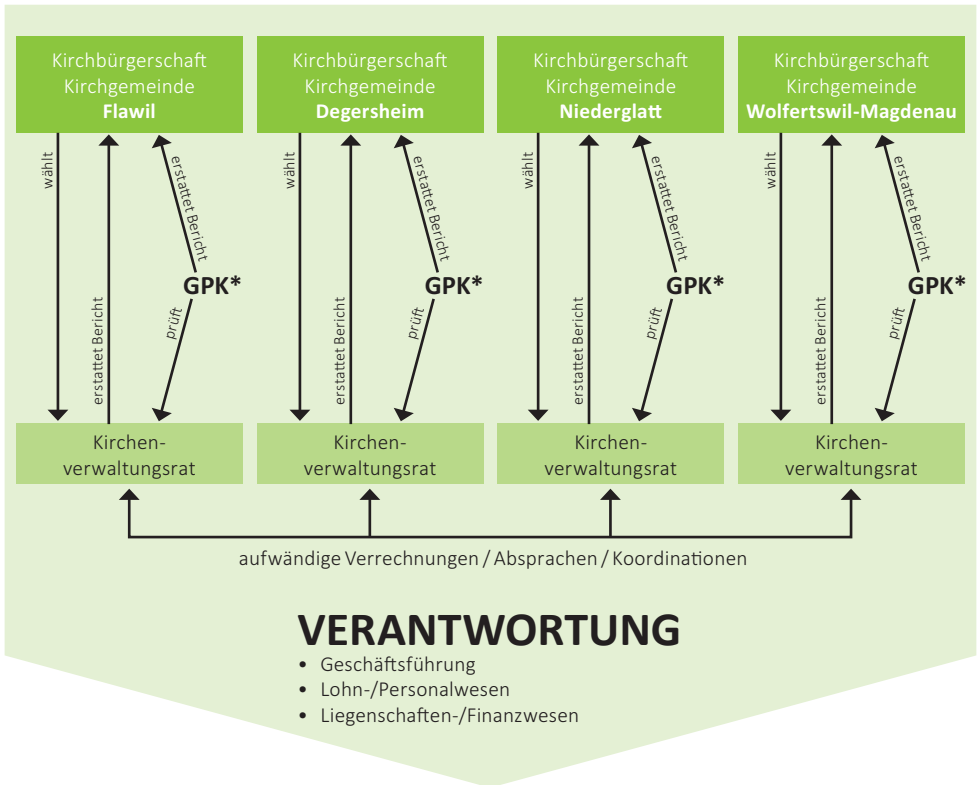 Kirchbürgerschaft
Kirchgemeinde
Flawil
Kirchbürgerschaft
Kirchgemeinde
Degersheim
Kirchbürgerschaft
Kirchgemeinde
Niederglatt
Kirchbürgerschaft
Kirchgemeinde
Wolfertswil-Magdenau
wählt
erstattet Bericht
erstattet Bericht
GPK*
prüft
wählt
erstattet Bericht
erstattet Bericht
GPK*
prüft
wählt
erstattet Bericht
erstattet Bericht
GPK*
prüft
wählt
erstattet Bericht
erstattet Bericht
GPK*
prüft
Kirchen-
verwaltungsrat
Kirchen-
verwaltungsrat
Kirchen-
verwaltungsrat
Kirchen-
verwaltungsrat
aufwändige Verrechnungen / Absprachen / Koordinationen
VERANTWORTUNG
• Geschäftsführung
• Lohn-/Personalwesen
• Liegenschaften-/Finanzwesen